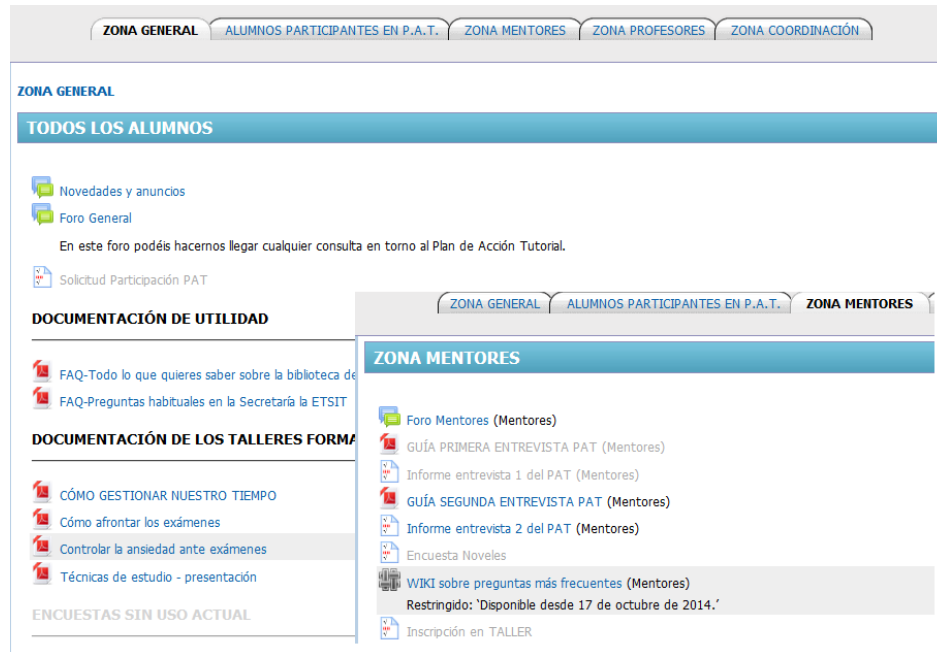 ZONA GENERAL
ALUMNOS PARTICIPANTES EN P.A.T.
ZONA MENTORES
ZONA PROFESORES
ZONA COORDINACIÓN
ZONA GENERAL
TODOS LOS ALUMNOS
Novedades y anuncios
Foro General
En este foro podéis hacernos llegar cualquier consulta en torno al Plan de Acción Tutorial.
Solicitud Participación PAT
DOCUMENTACIÓN DE UTILIDAD
FAQ-Todo lo que quieres saber sobre la biblioteca de
FAQ-Preguntas habituales en la Secretaría la ETSIT
DOCUMENTACIÓN DE LOS TALLERES FORMA
CÓMO GESTIONAR NUESTRO TIEMPO
Cómo afrontar los exámenes
Controlar la ansiedad ante exámenes
Técnicas de estudio - presentación
ENCUESTAS SIN USO ACTUAL
ZONA GENERAL
ALUMNOS PARTICIPANTES EN P.A.T.
ZONA MENTORES
ZONA MENTORES
Foro Mentores (Mentores)
GUÍA PRIMERA ENTREVISTA PAT (Mentores)
Informe entrevista 1 del PAT (Mentores)
GUÍA SEGUNDA ENTREVISTA PAT (Mentores)
Informe entrevista 2 del PAT (Mentores)
Encuesta Noveles
WIKI sobre preguntas más frecuentes (Mentores)
Restringido: ‘Disponible desde 17 de octubre de 2014.’
Inscripción en TALLER